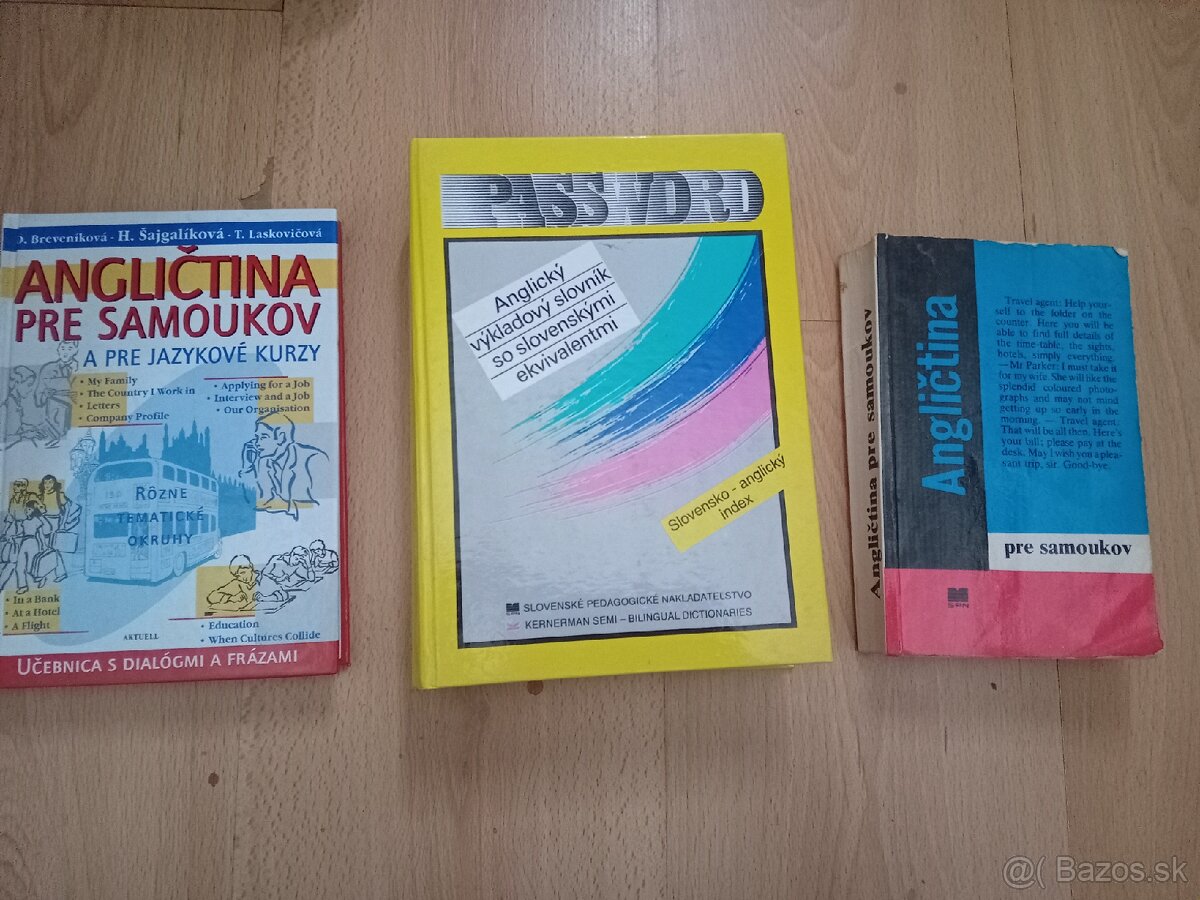 D. Breveníková · H. Šajgalíková · T. Laskovičová
ANGLIČTINA
PRE SAMOUKOV
A PRE JAZYKOVÉ KURZY
• My Family
• The Country I Work in
• Letters
• Company Profile
• Applying for a Job
• Interview and a Job
• Our Organisation
RÔZNE
TEMATICKÉ
OKRUHY
• In a Bank
• At a Hotel
• A Flight
AKTUELL
• Education
• When Cultures Collide
UČEBNICA S DIALÓGMI A FRÁZAMI
PASSWORD
Anglický
výkladový slovník
so slovenskými
ekvivalentmi
Slovensko - anglický
index
SLOVENSKÉ PEDAGOGICKÉ NAKLADATEĽSTVO
KERNERMAN SEMI – BILINGUAL DICTIONARIES
Angličtina pre samoukov
Angličtina
Travel agent: Help your-
self to the folder on the
counter. Here you will be
able to find full details of
the time-table, the sights,
hotels, simply everything.
—Mr Parker: I must take it
for my wife. She will like the
splendid coloured photo-
graphs and may not mind
getting up so early in the
morning. — Travel agent.
That will be all then. Here's
your bill; please pay at the
desk. May I wish you a plea-
sant trip, sir. Good-bye.
pre samoukov
@( Bazos.sk